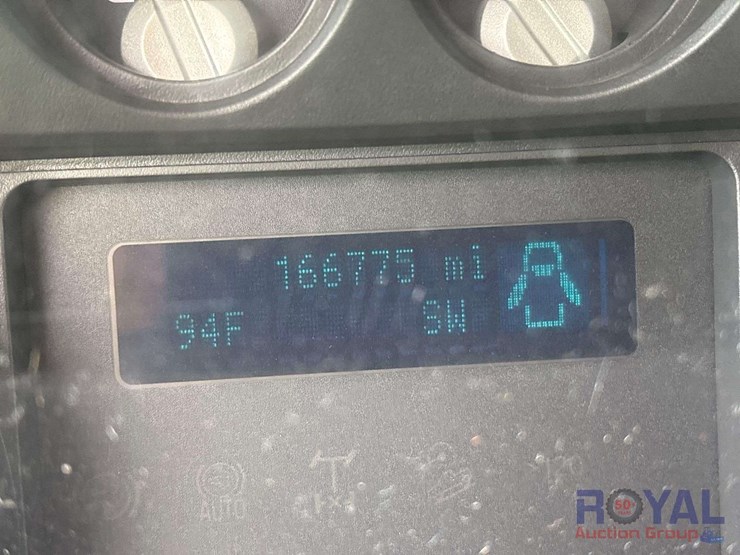 166775 mi
94F SW
AUTO
4x4
ROYAL
Auction Group